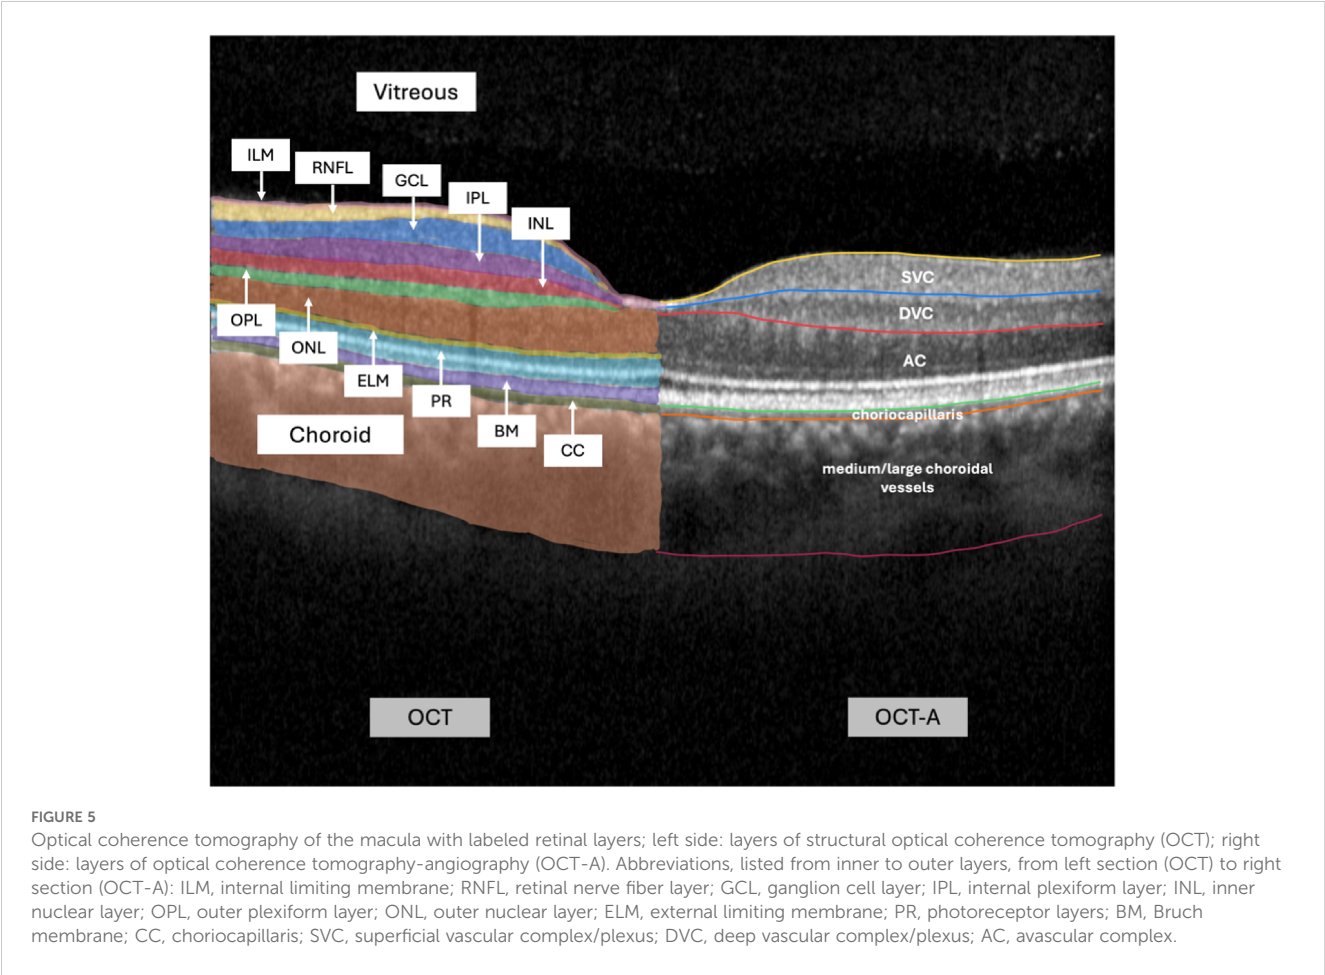 Vitreous
ILM
RNFL
GCL
IPL
INL
SVC
DVC
OPL
ONL
AC
ELM
PR
choriocapillaris
BM
Choroid
CC
medium/large choroidal
vessels
OCT
OCT-A
FIGURE 5
Optical coherence tomography of the macula with labeled retinal layers; left side: layers of structural optical coherence tomography (OCT); right
side: layers of optical coherence tomography-angiography (OCT-A). Abbreviations, listed from inner to outer layers, from left section (OCT) to right
section (OCT-A): ILM, internal limiting membrane; RNFL, retinal nerve fiber layer; GCL, ganglion cell layer; IPL, internal plexiform layer; INL, inner
nuclear layer; OPL, outer plexiform layer; ONL, outer nuclear layer; ELM, external limiting membrane; PR, photoreceptor layers; BM, Bruch
membrane; CC, choriocapillaris; SVC, superficial vascular complex/plexus; DVC, deep vascular complex/plexus; AC, avascular complex.